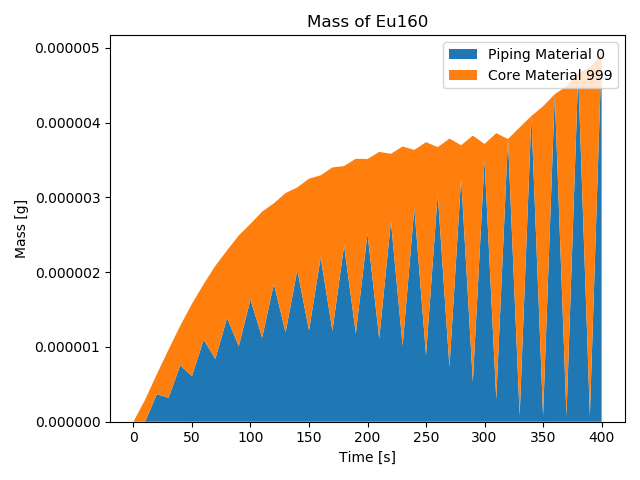 Mass of Eu160
0.000005
0.000004
0.000003
0.000002
0.000001
0.000000
Mass [g]
Piping Material 0
Core Material 999
0 50 100 150 200 250 300 350 400
Time [s]